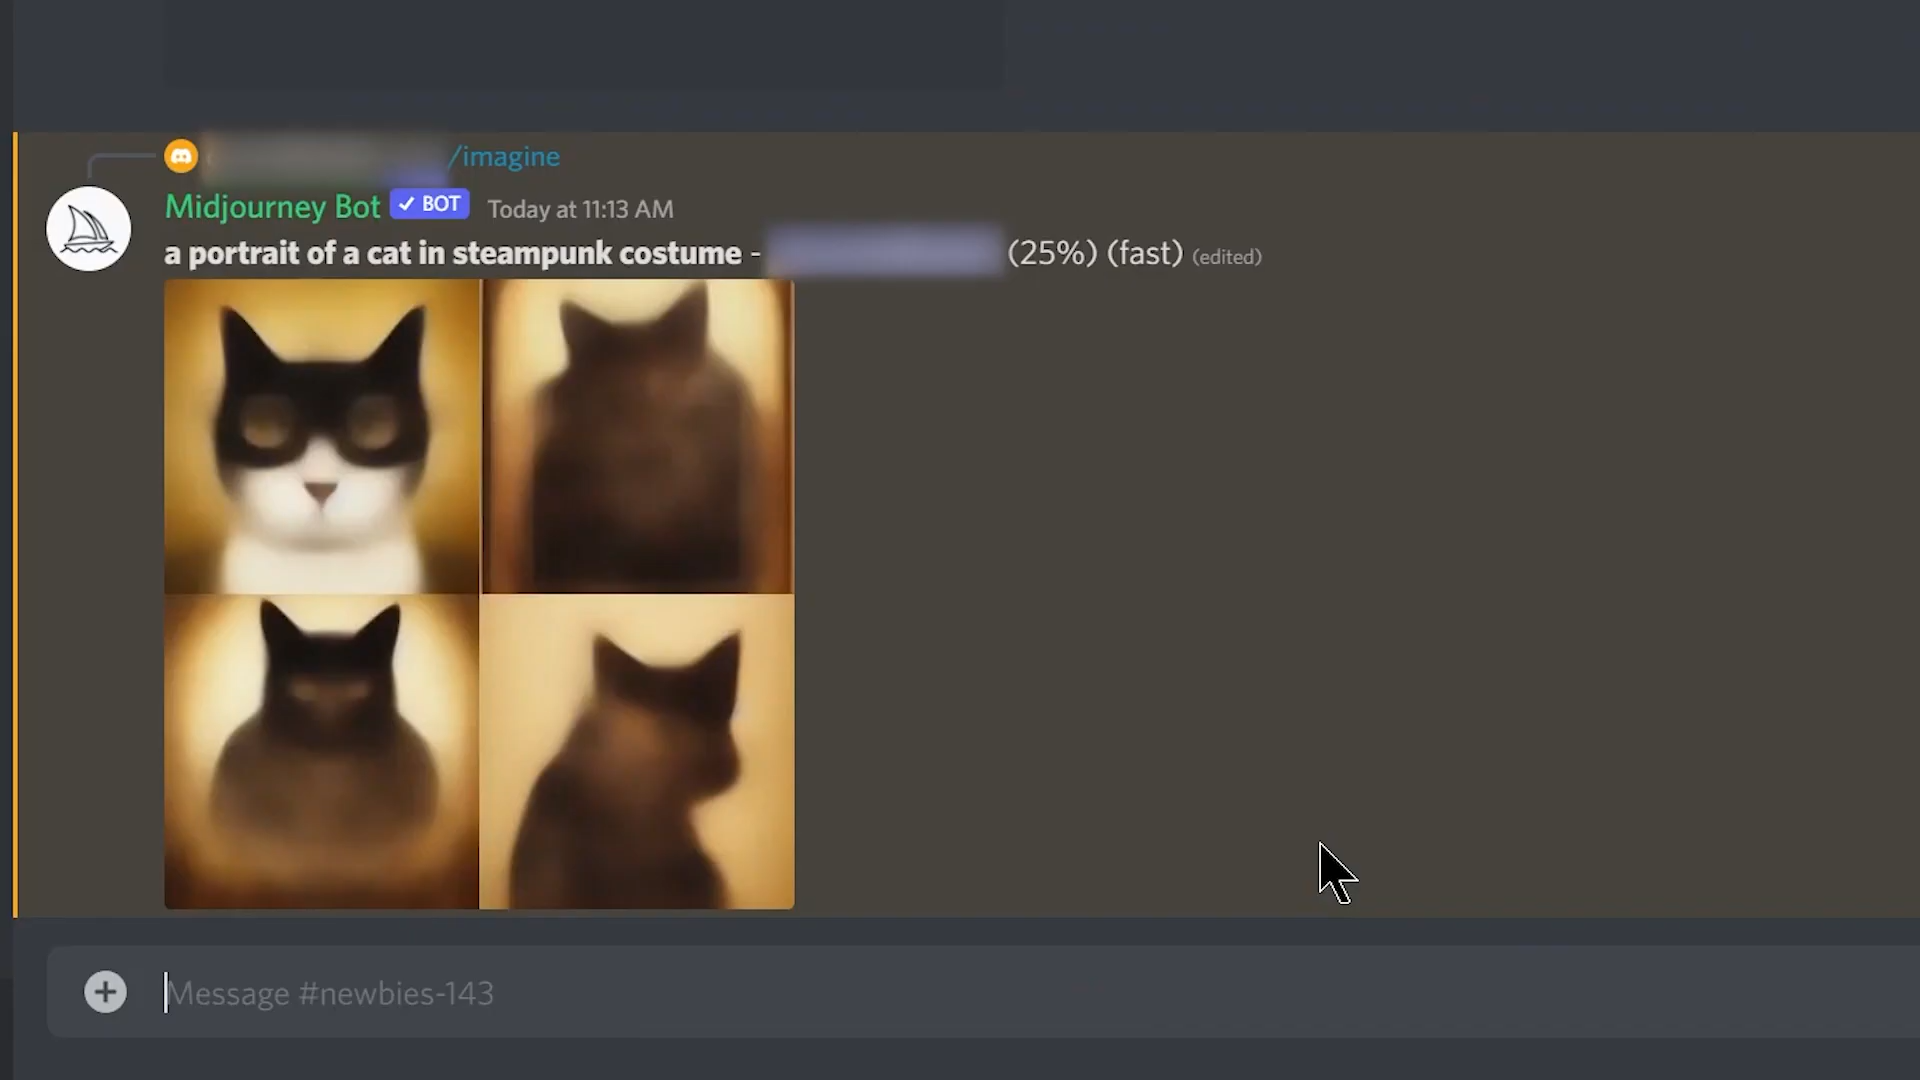 /imagine
Midjourney Bot ✓ BOT Today at 11:13 AM
a portrait of a cat in steampunk costume - (25%) (fast) (edited)
Message #newbies-143